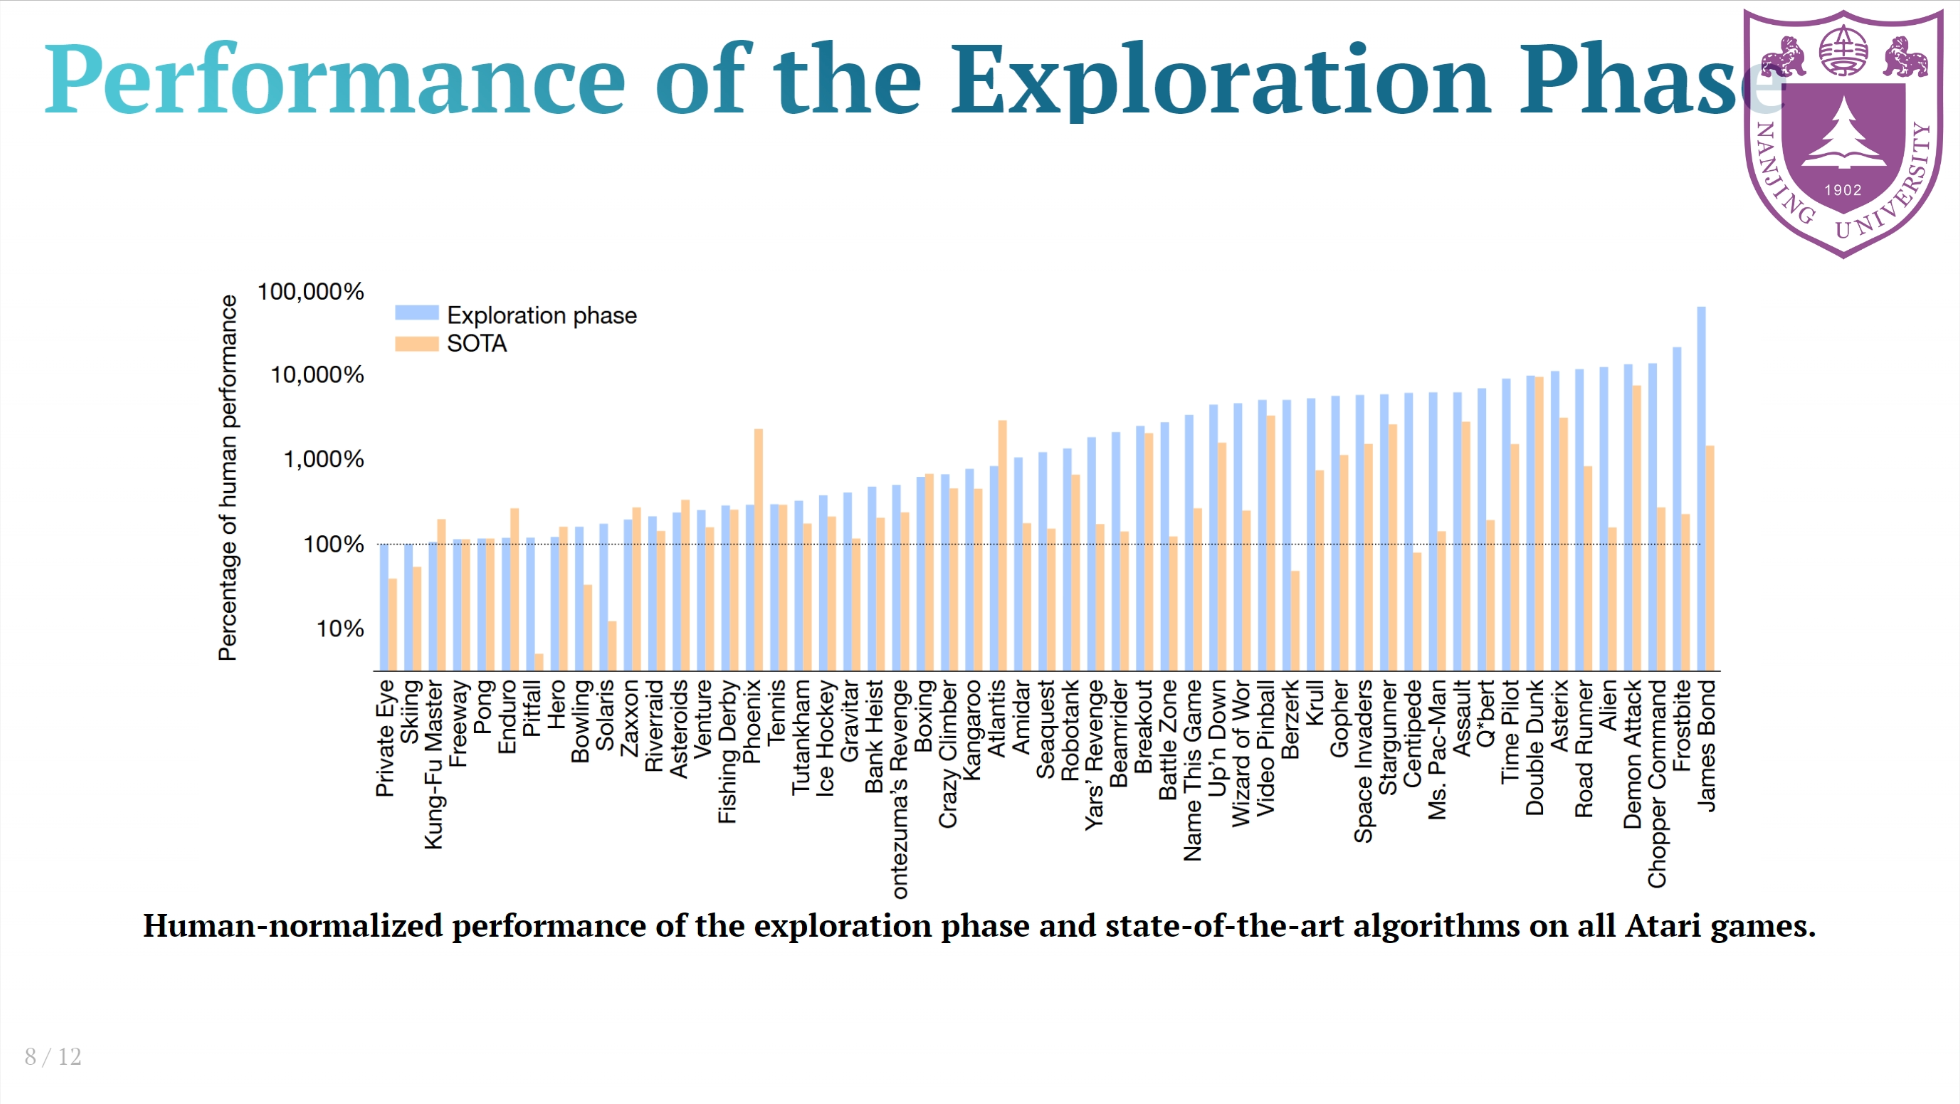 Performance of the Exploration Phase
NANJING UNIVERSITY
1902
Percentage of human performance
100,000%
10,000%
1,000%
100%
10%
Exploration phase
SOTA
Private Eye
Skiing
Kung-Fu Master
Freeway
Pong
Enduro
Pitfall
Hero
Bowling
Solaris
Zaxxon
Riverraid
Asteroids
Venture
Fishing Derby
Phoenix
Tennis
Tutankham
Ice Hockey
Gravitar
Bank Heist
ontezuma's Revenge
Boxing
Crazy Climber
Kangaroo
Atlantis
Amidar
Seaquest
Robotank
Yars' Revenge
Beamrider
Breakout
Battle Zone
Name This Game
Up'n Down
Wizard of Wor
Video Pinball
Berzerk
Krull
Gopher
Space Invaders
Stargunner
Centipede
Ms. Pac-Man
Assault
Q*bert
Time Pilot
Double Dunk
Asterix
Road Runner
Alien
Demon Attack
Chopper Command
Frostbite
James Bond
Human-normalized performance of the exploration phase and state-of-the-art algorithms on all Atari games.
8 / 12